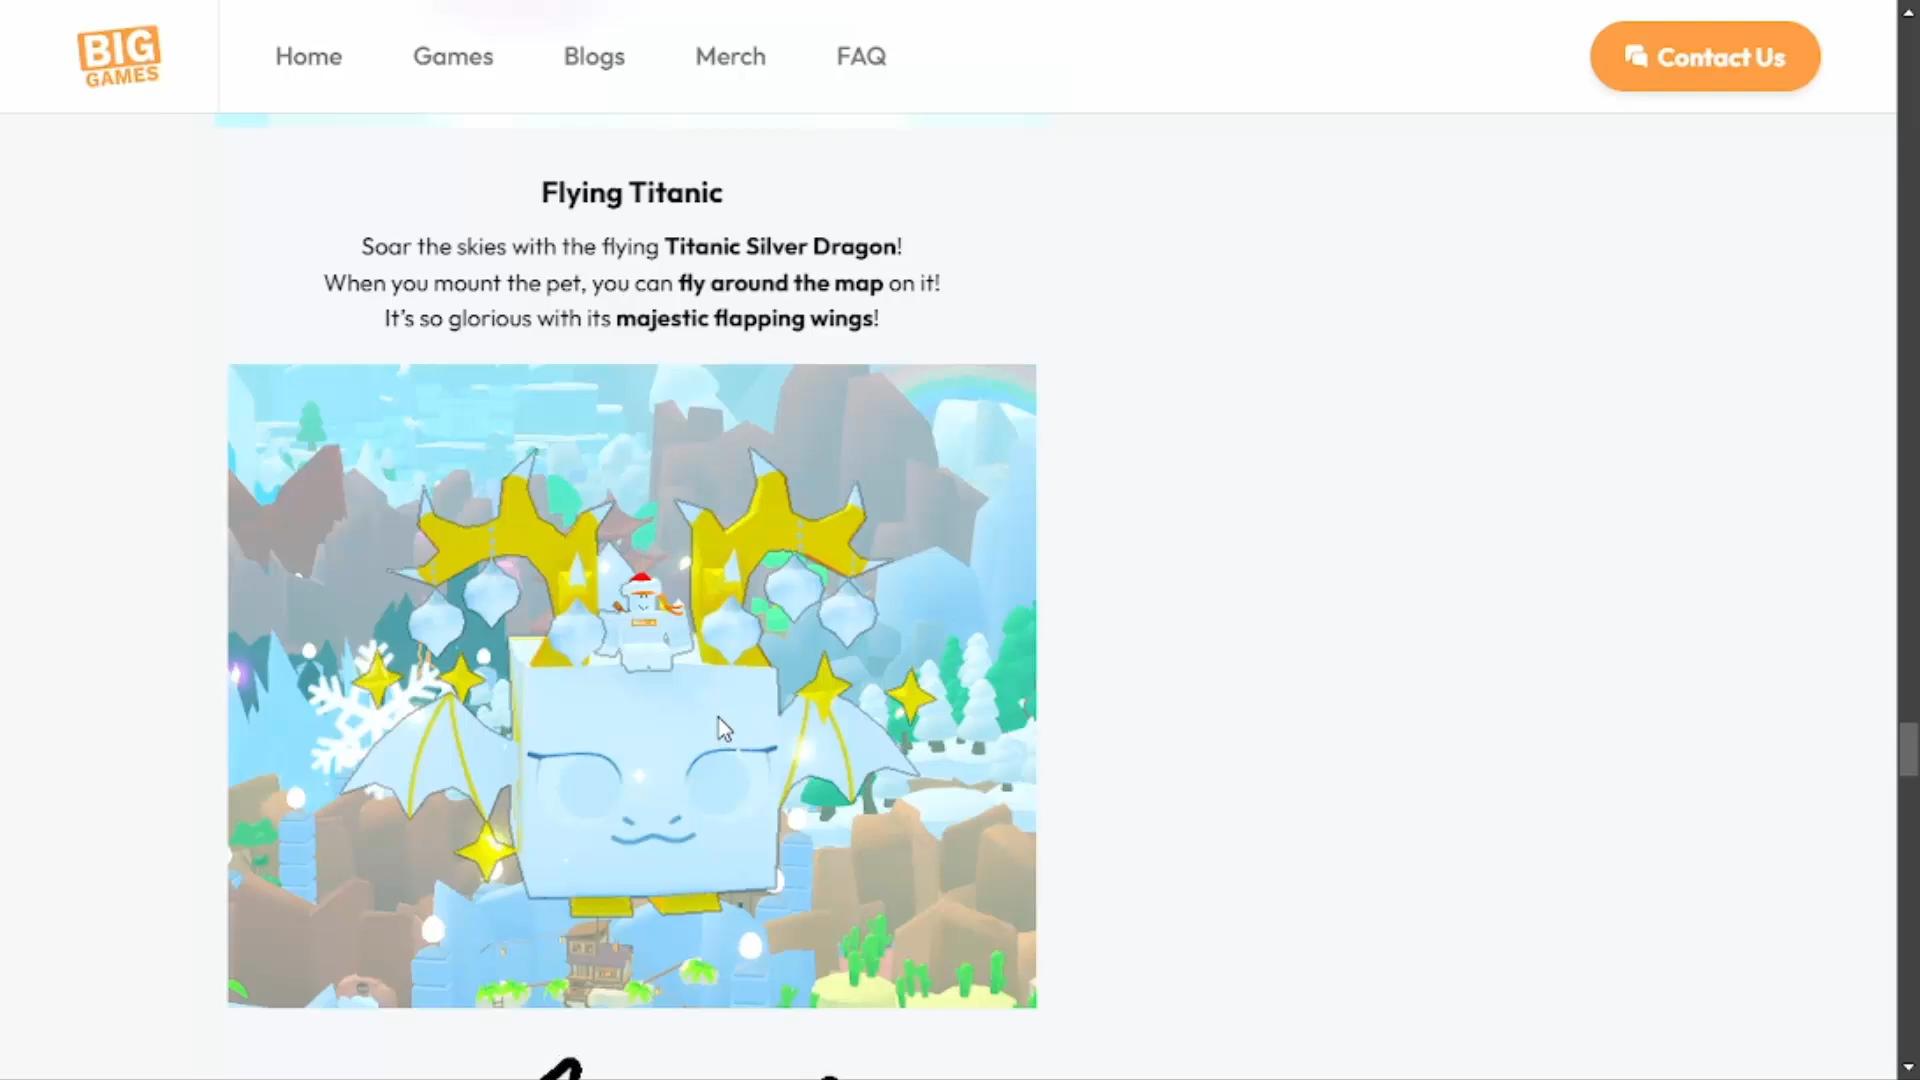 BIG
GAMES
Home
Games
Blogs
Merch
FAQ
Contact Us
Flying Titanic
Soar the skies with the flying Titanic Silver Dragon!
When you mount the pet, you can fly around the map on it!
It's so glorious with its majestic flapping wings!